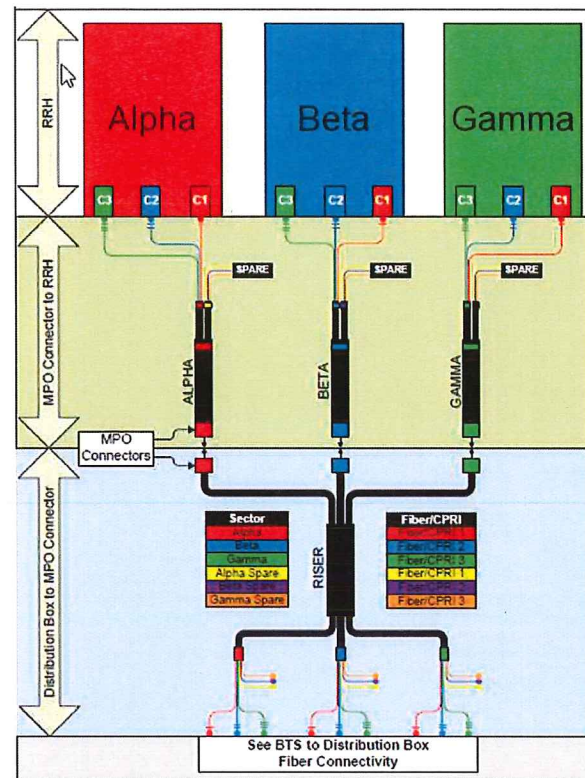 RRH
Alpha
Beta
Gamma
C3
C2
C1
C3
C2
C1
C3
C2
C1
MPO Connector to RRH
SPARE
SPARE
SPARE
ALPHA
BETA
GAMMA
MPO
Connectors
Distribution Box to MPO Connector
Sector
Alpha
Beta
Gamma
Alpha Spare
Beta Spare
Gamma Spare
RISER
Fiber/CPRI
Fiber/CPRI 1
Fiber/CPRI 2
Fiber/CPRI 3
Fiber/CPRI 1
Fiber/CPRI 2
Fiber/CPRI 3
See BTS to Distribution Box
Fiber Connectivity